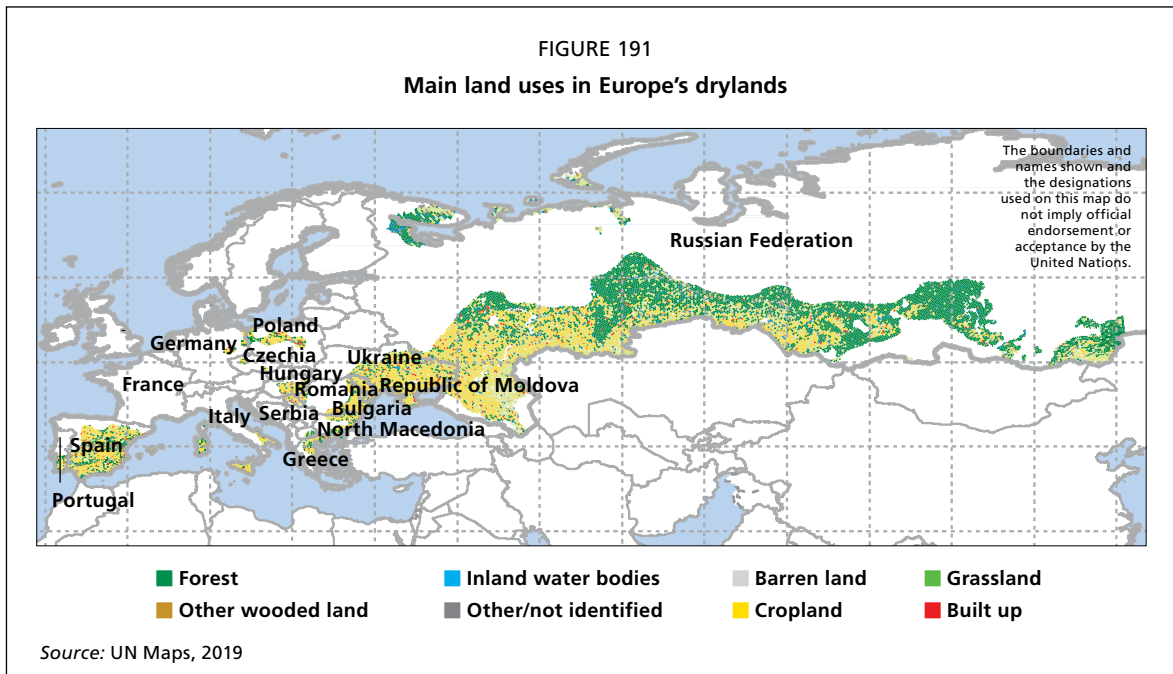 FIGURE 191
Main land uses in Europe's drylands
The boundaries and
names shown and
the designations
used on this map do
not imply official
endorsement or
acceptance by the
United Nations.
Russian Federation
Poland
Germany
Czechia
Ukraine
Hungary
France
Romania
Republic of Moldova
Italy
Serbia
Bulgaria
North Macedonia
Spain
Greece
Portugal
Forest
Inland water bodies
Barren land
Grassland
Other wooded land
Other/not identified
Cropland
Built up
Source: UN Maps, 2019